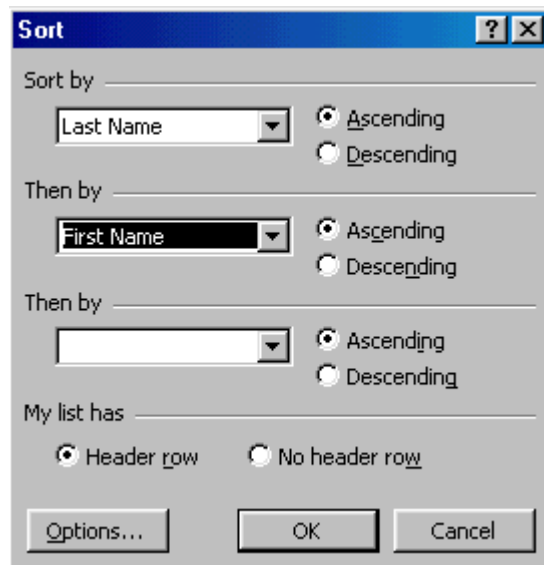 Sort
Sort by
Last Name
Ascending
Descending
Then by
First Name
Ascending
Descending
Then by
Ascending
Descending
My list has
Header row
No header row
Options...
OK
Cancel